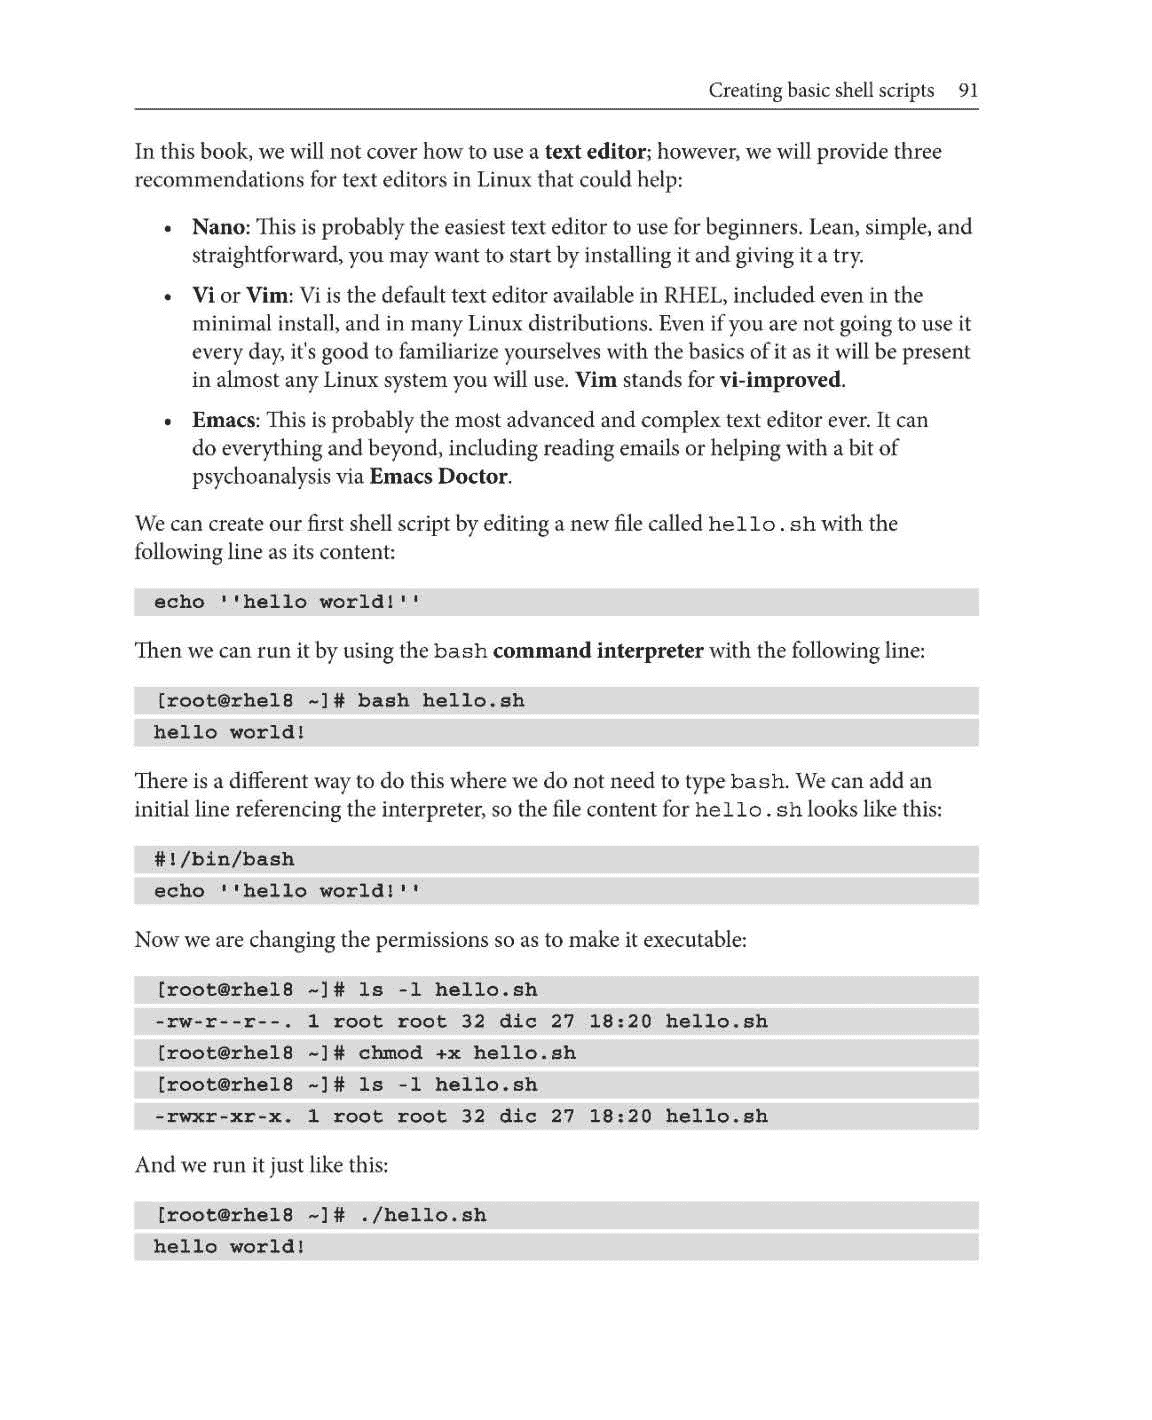 Creating basic shell scripts 91
In this book, we will not cover how to use a text editor; however, we will provide three
recommendations for text editors in Linux that could help:
• Nano: This is probably the easiest text editor to use for beginners. Lean, simple, and
straightforward, you may want to start by installing it and giving it a try.
• Vi or Vim: Vi is the default text editor available in RHEL, included even in the
minimal install, and in many Linux distributions. Even if you are not going to use it
every day, it's good to familiarize yourselves with the basics of it as it will be present
in almost any Linux system you will use. Vim stands for vi-improved.
• Emacs: This is probably the most advanced and complex text editor ever. It can
do everything and beyond, including reading emails or helping with a bit of
psychoanalysis via Emacs Doctor.
We can create our first shell script by editing a new file called hello.sh with the
following line as its content:
echo ''hello world!''
Then we can run it by using the bash command interpreter with the following line:
[root@rhel8 ~]# bash hello.sh
hello world!
There is a different way to do this where we do not need to type bash. We can add an
initial line referencing the interpreter, so the file content for hello.sh looks like this:
#!/bin/bash
echo ''hello world!''
Now we are changing the permissions so as to make it executable:
[root@rhel8 ~]# ls -l hello.sh
-rw-r--r--. 1 root root 32 dic 27 18:20 hello.sh
[root@rhel8 ~]# chmod +x hello.sh
[root@rhel8 ~]# ls -l hello.sh
-rwxr-xr-x. 1 root root 32 dic 27 18:20 hello.sh
And we run it just like this:
[root@rhel8 ~]# ./hello.sh
hello world!